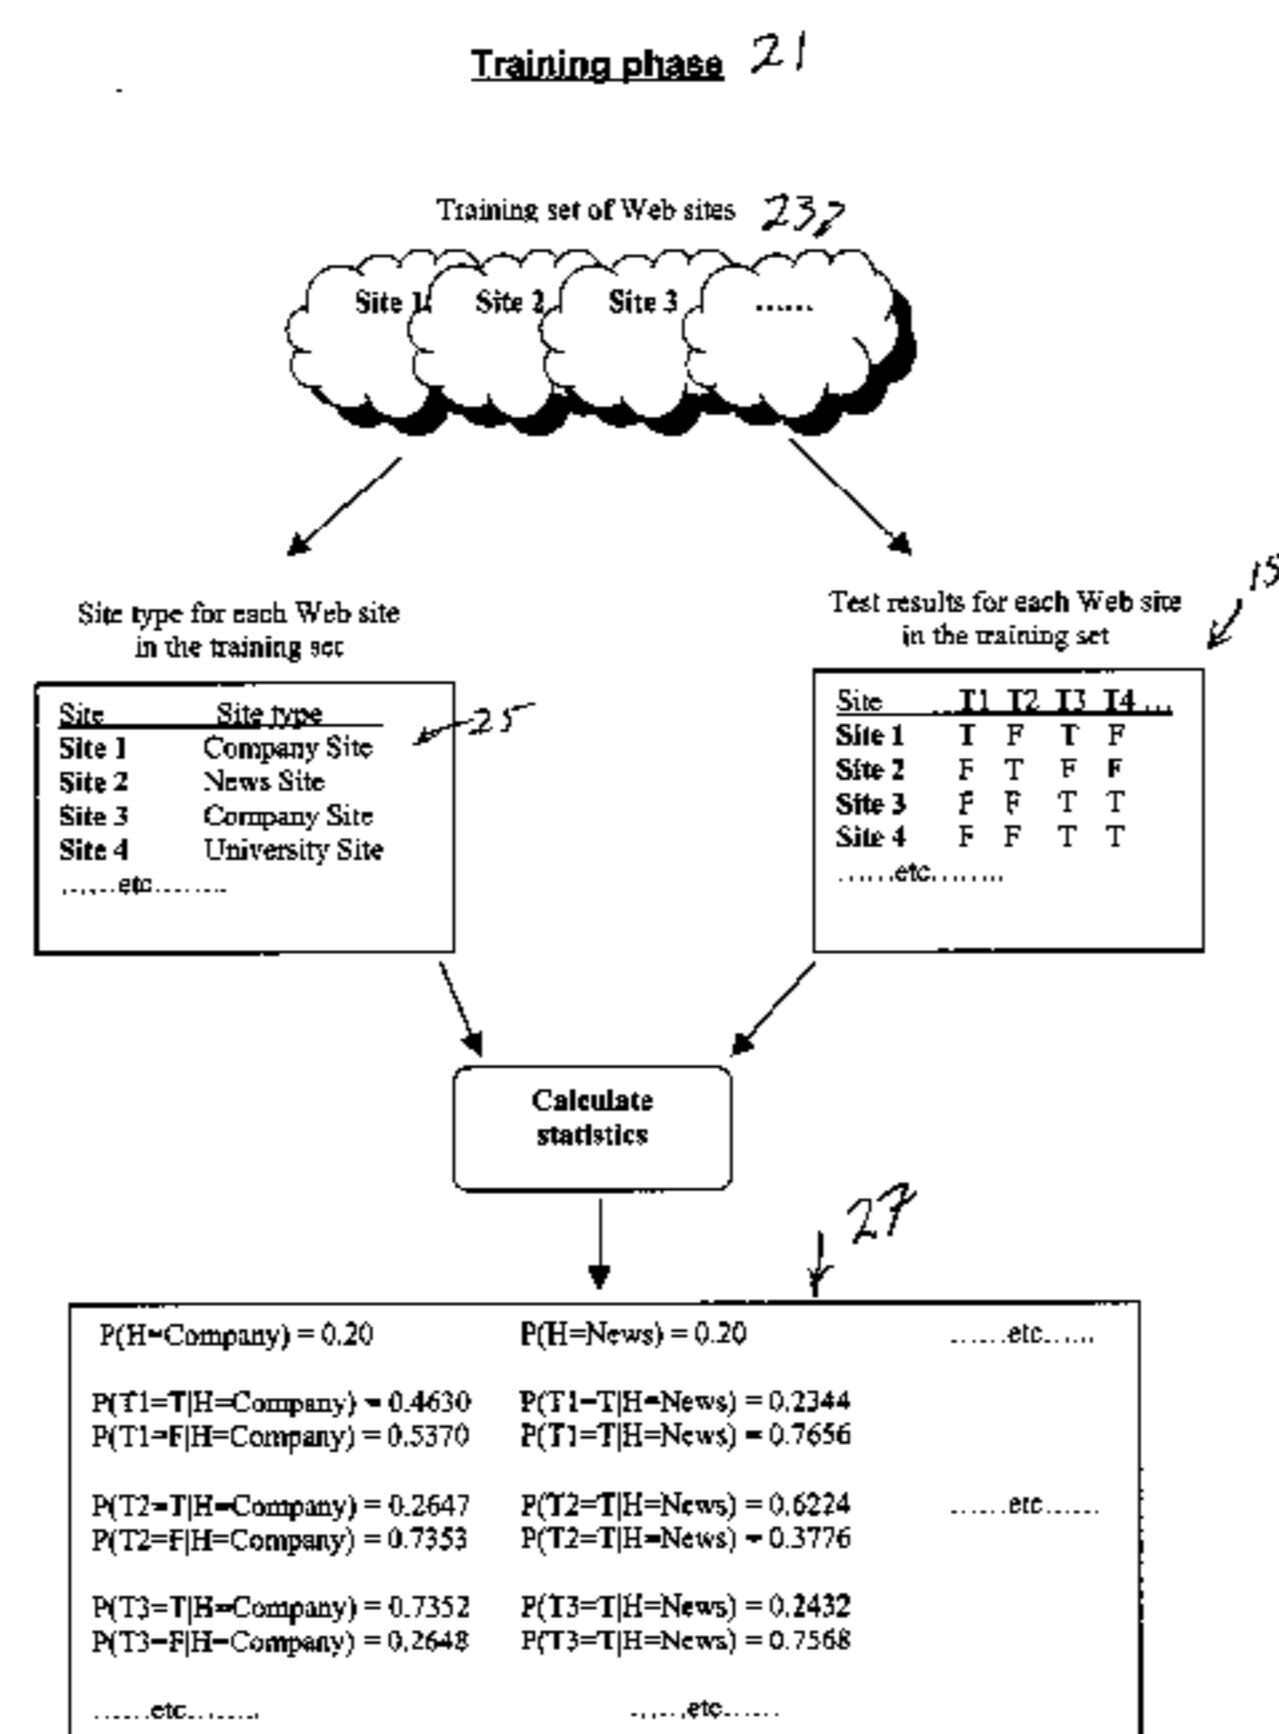 Training phase 21
Training set of Web sites 23
Site 1 Site 2 Site 3 ......
Site type for each Web site
in the training set
25
Site Site type
Site 1 Company Site
Site 2 News Site
Site 3 Company Site
Site 4 University Site
......etc.........
15
Test results for each Web site
in the training set
Site ...T1 T2 T3 T4 ...
Site 1 T F T F
Site 2 F T F F
Site 3 F F T T
Site 4 F F T T
......etc.........
Calculate
statistics
27
P(H=Company) = 0.20 P(H=News) = 0.20 .......etc......
P(T1=T|H=Company) = 0.4630 P(T1=T|H=News) = 0.2344
P(T1=F|H=Company) = 0.5370 P(T1=T|H=News) = 0.7656
P(T2=T|H=Company) = 0.2647 P(T2=T|H=News) = 0.6224 .......etc......
P(T2=F|H=Company) = 0.7353 P(T2=T|H=News) = 0.3776
P(T3=T|H=Company) = 0.7352 P(T3=T|H=News) = 0.2432
P(T3=F|H=Company) = 0.2648 P(T3=T|H=News) = 0.7568
.......etc......... ......etc......